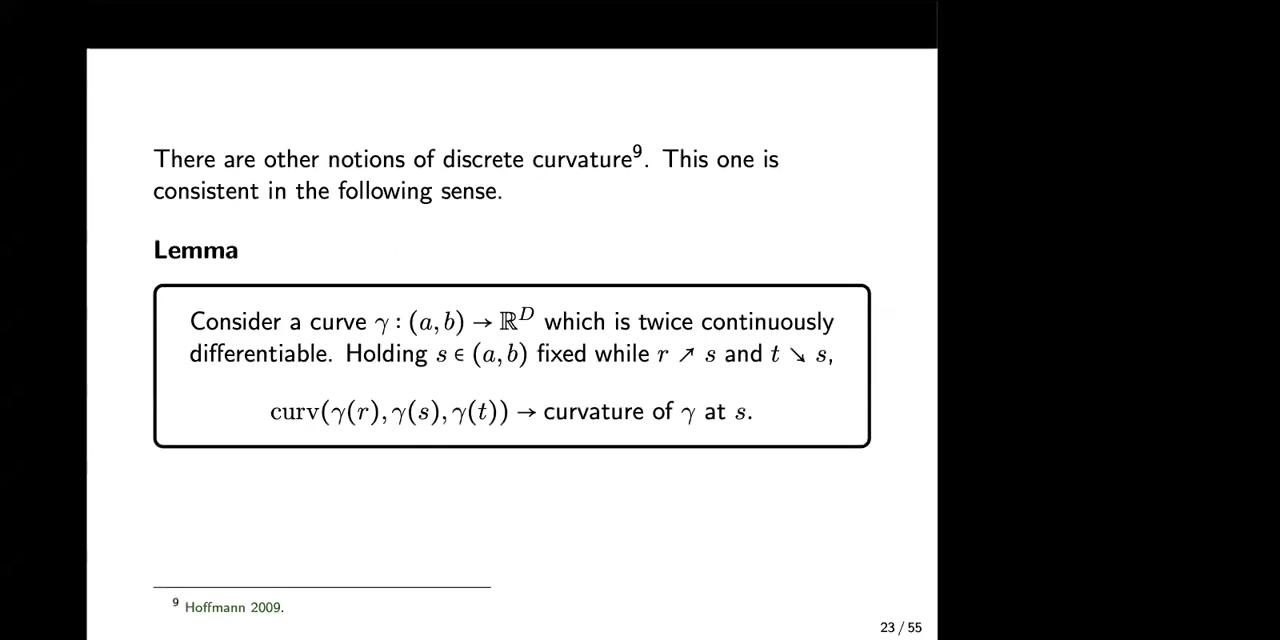 There are other notions of discrete curvature⁹. This one is
consistent in the following sense.
Lemma
Consider a curve γ : (a, b) → ℝᴰ which is twice continuously
differentiable. Holding s ∈ (a, b) fixed while r ↗ s and t ↘ s,
curv(γ(r), γ(s), γ(t)) → curvature of γ at s.
⁹ Hoffmann 2009.
23 / 55